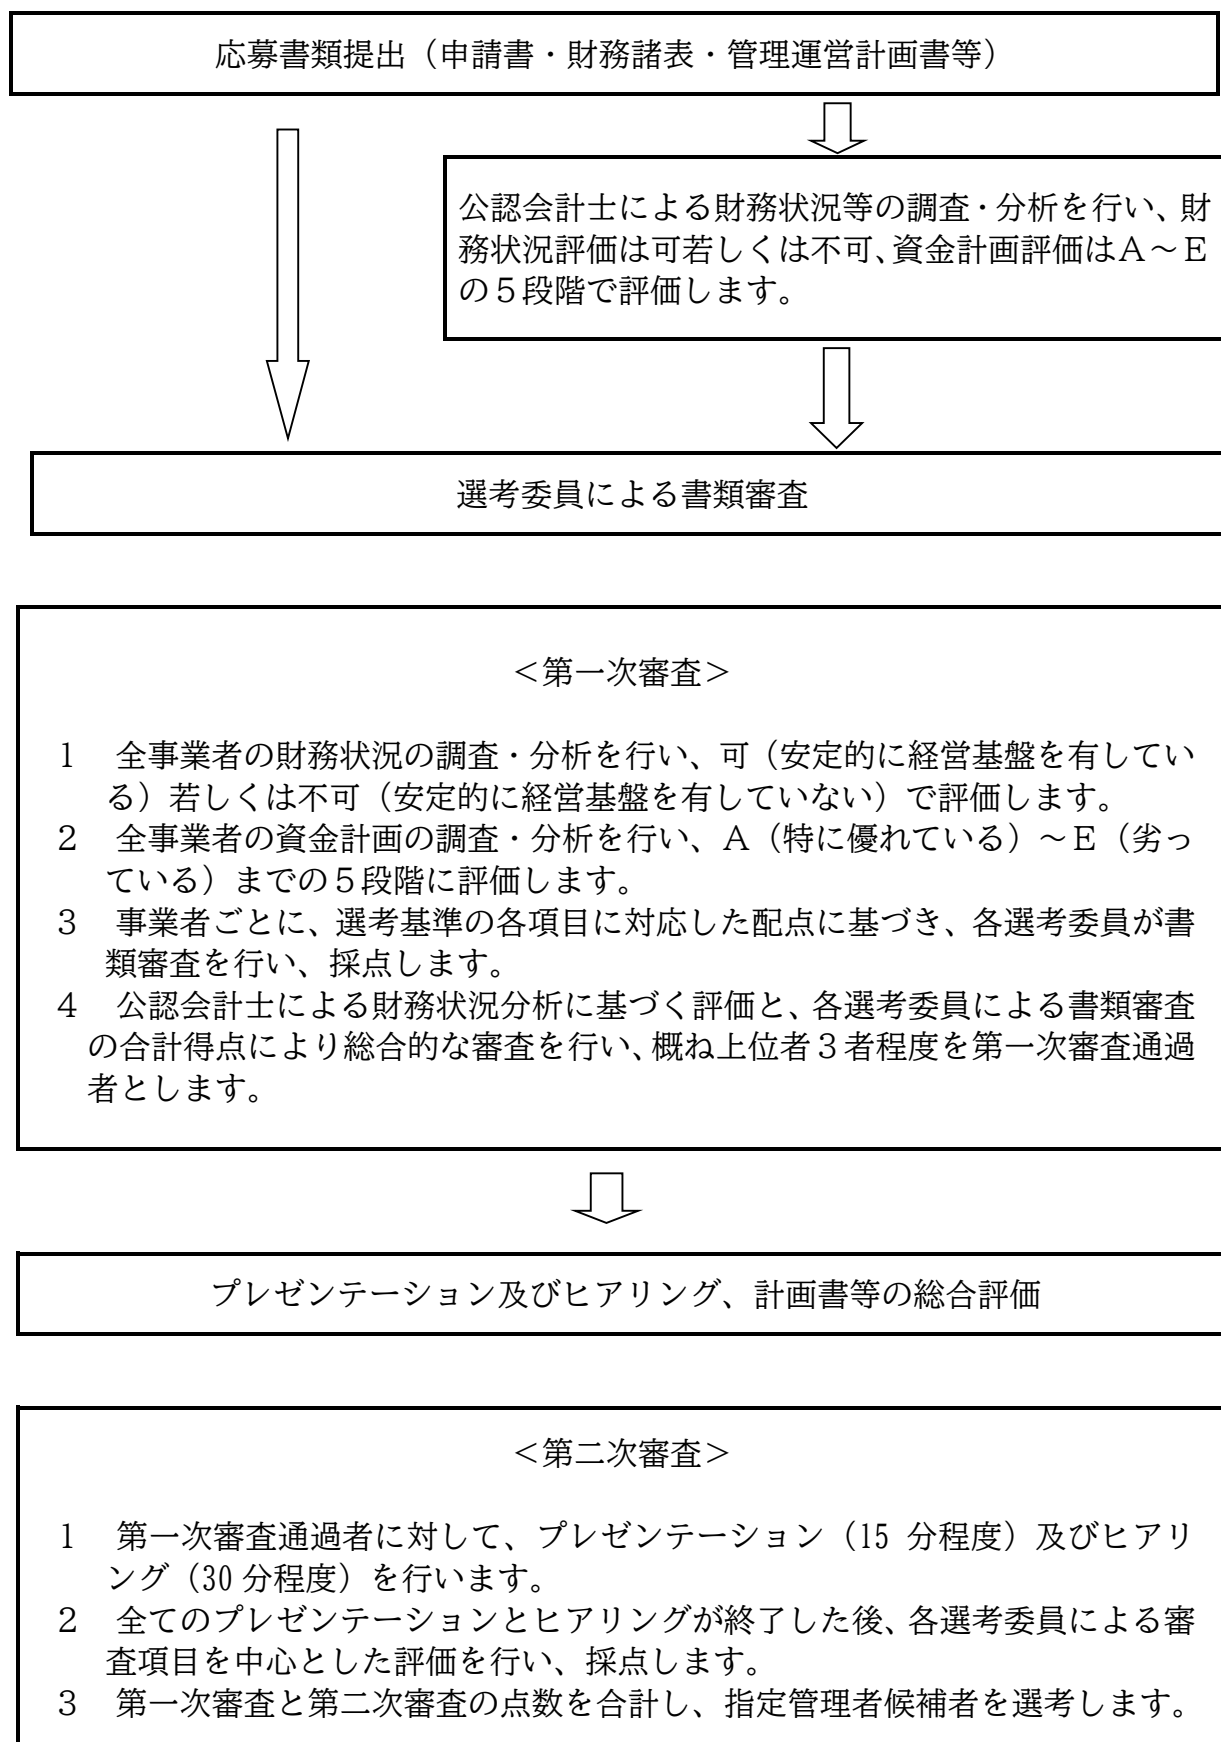 応募書類提出（申請書・財務諸表・管理運営計画書等）
公認会計士による財務状況等の調査・分析を行い、財
務状況評価は可若しくは不可、資金計画評価はＡ～Ｅ
の５段階で評価します。
選考委員による書類審査
＜第一次審査＞
１　全事業者の財務状況の調査・分析を行い、可（安定的に経営基盤を有してい
る）若しくは不可（安定的に経営基盤を有していない）で評価します。
２　全事業者の資金計画の調査・分析を行い、Ａ（特に優れている）～Ｅ（劣っ
ている）までの５段階に評価します。
３　事業者ごとに、選考基準の各項目に対応した配点に基づき、各選考委員が書
類審査を行い、採点します。
４　公認会計士による財務状況分析に基づく評価と、各選考委員による書類審査
の合計得点により総合的な審査を行い、概ね上位者３者程度を第一次審査通過
者とします。
プレゼンテーション及びヒアリング、計画書等の総合評価
＜第二次審査＞
１　第一次審査通過者に対して、プレゼンテーション（15 分程度）及びヒアリ
ング（30 分程度）を行います。
２　全てのプレゼンテーションとヒアリングが終了した後、各選考委員による審
査項目を中心とした評価を行い、採点します。
３　第一次審査と第二次審査の点数を合計し、指定管理者候補者を選考します。